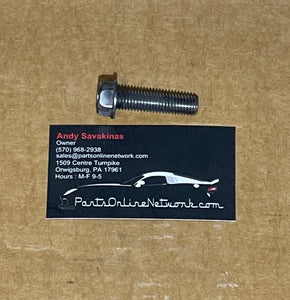 Andy Savakinas
Owner
(570) 968-2938
sales@partsonlinenetwork.com
1509 Centre Turnpike
Orwigsburg, PA 17961
Hours : M-F 9-5
PartsOnlineNetwork.com